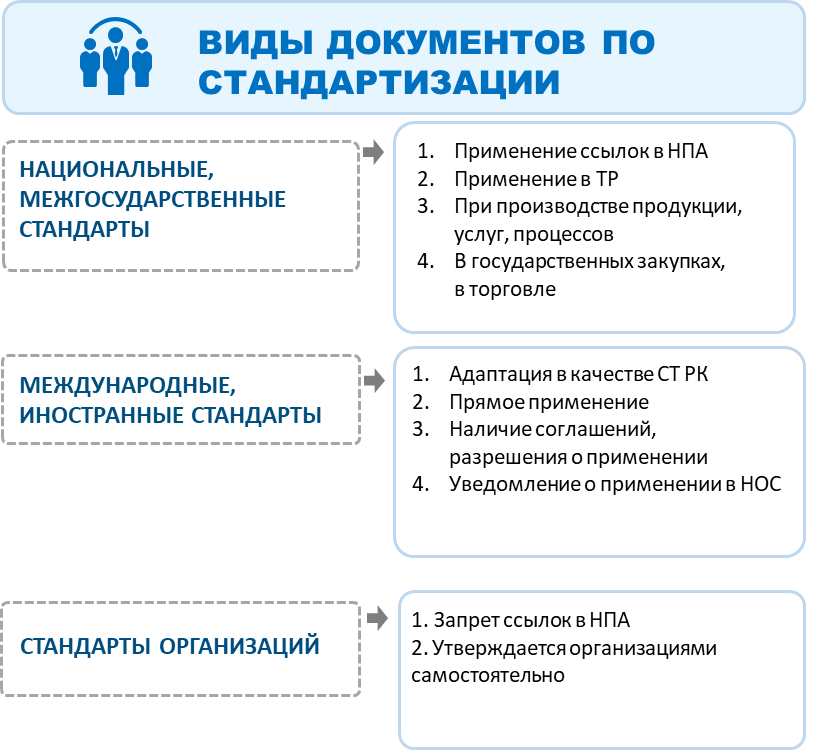 ВИДЫ ДОКУМЕНТОВ ПО
СТАНДАРТИЗАЦИИ
НАЦИОНАЛЬНЫЕ,
МЕЖГОСУДАРСТВЕННЫЕ
СТАНДАРТЫ
1. Применение ссылок в НПА
2. Применение в ТР
3. При производстве продукции,
услуг, процессов
4. В государственных закупках,
в торговле
МЕЖДУНАРОДНЫЕ,
ИНОСТРАННЫЕ СТАНДАРТЫ
1. Адаптация в качестве СТ РК
2. Прямое применение
3. Наличие соглашений,
разрешения о применении
4. Уведомление о применении в НОС
СТАНДАРТЫ ОРГАНИЗАЦИЙ
1. Запрет ссылок в НПА
2. Утверждается организациями
самостоятельно